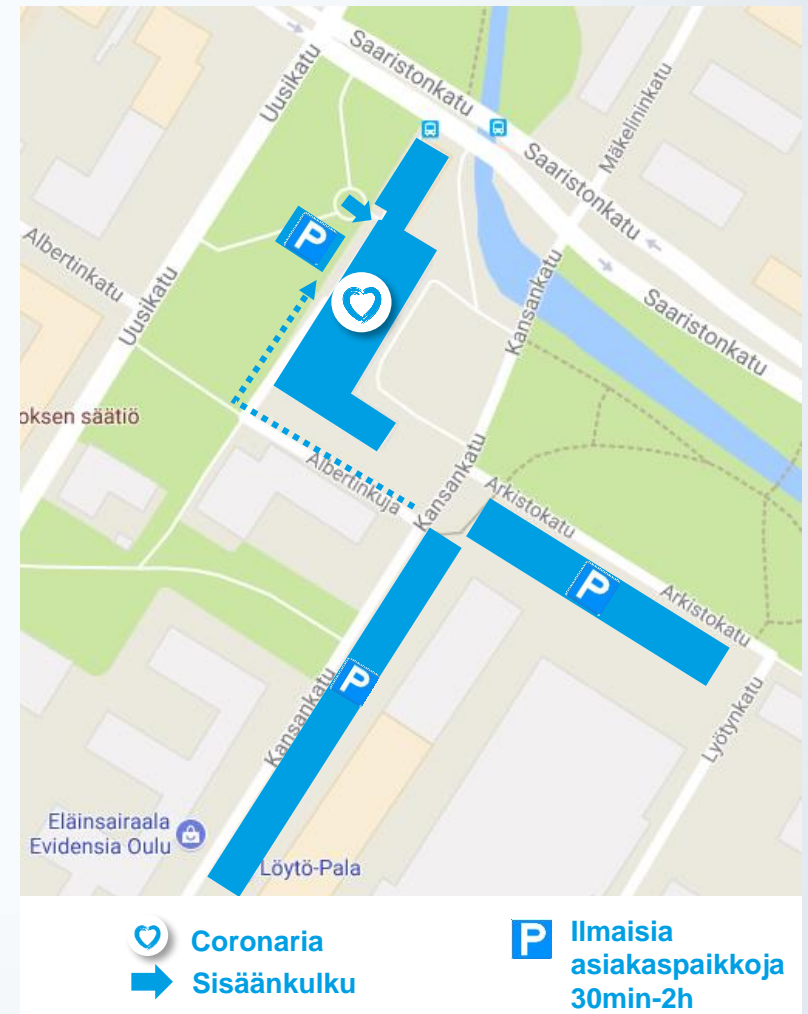 Saaristonkatu
Uusikatu
Mäkelininkatu
Saaristonkatu
P
Albertinkatu
Uusikatu
Kansankatu
Saaristonkatu
oksen säätiö
Kansankatu
Albertinkuja
Arkistokatu
P
Arkistokatu
P
Kansankatu
Lyötynkatu
Eläinsairaala
Evidensia Oulu
Löytö-Pala
Coronaria
Sisäänkulku
P
Ilmaisia
asiakaspaikkoja
30min-2h